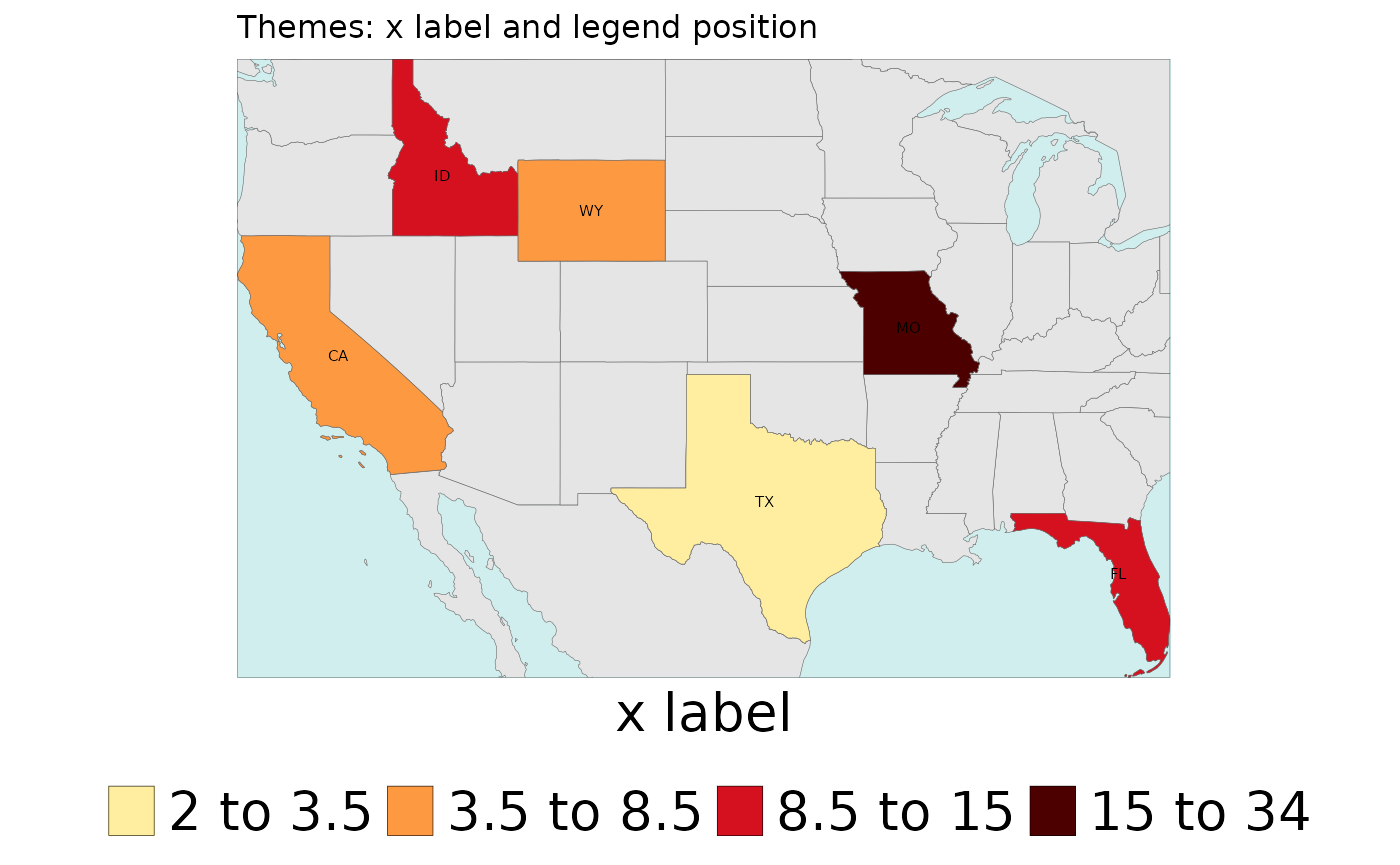 Themes: x label and legend position
ID
WY
MO
CA
TX
FL
x label
2 to 3.5 3.5 to 8.5 8.5 to 15 15 to 34